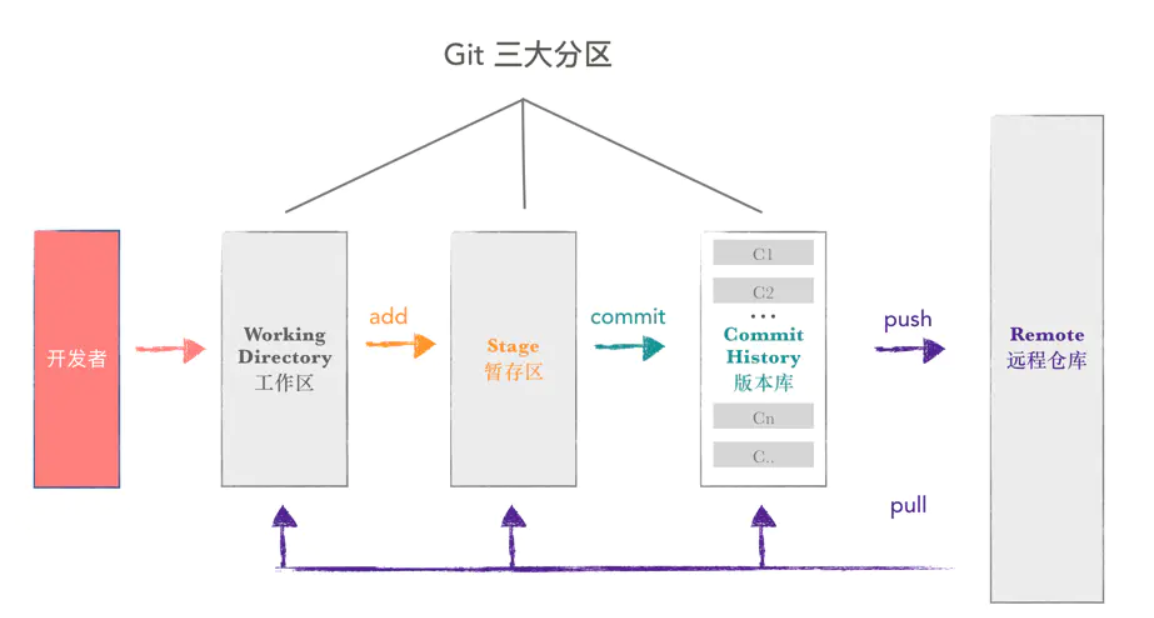 Git 三大分区
开发者
Working
Directory
工作区
add
Stage
暂存区
commit
C1
C2
...
Commit
History
版本库
Cn
C..
push
Remote
远程仓库
pull